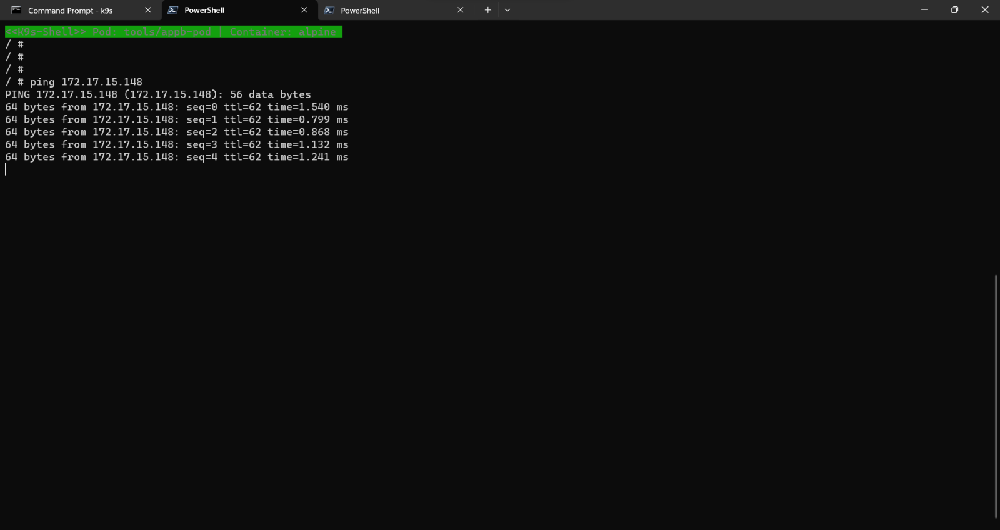 Command Prompt - k9s
PowerShell
PowerShell
<<K9s-Shell>> Pod: tools/appb-pod | Container: alpine
/ #
/ #
/ #
/ # ping 172.17.15.148
PING 172.17.15.148 (172.17.15.148): 56 data bytes
64 bytes from 172.17.15.148: seq=0 ttl=62 time=1.540 ms
64 bytes from 172.17.15.148: seq=1 ttl=62 time=0.799 ms
64 bytes from 172.17.15.148: seq=2 ttl=62 time=0.868 ms
64 bytes from 172.17.15.148: seq=3 ttl=62 time=1.132 ms
64 bytes from 172.17.15.148: seq=4 ttl=62 time=1.241 ms